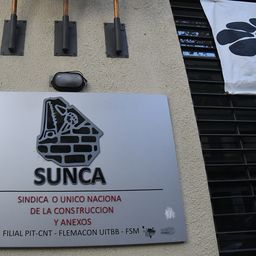 SUNCA
SINDICA O UNICO NACIONA
DE LA CONSTRUCCION
Y ANEXOS
FILIAL PIT-CNT - FLEMACON UITBB - FSM